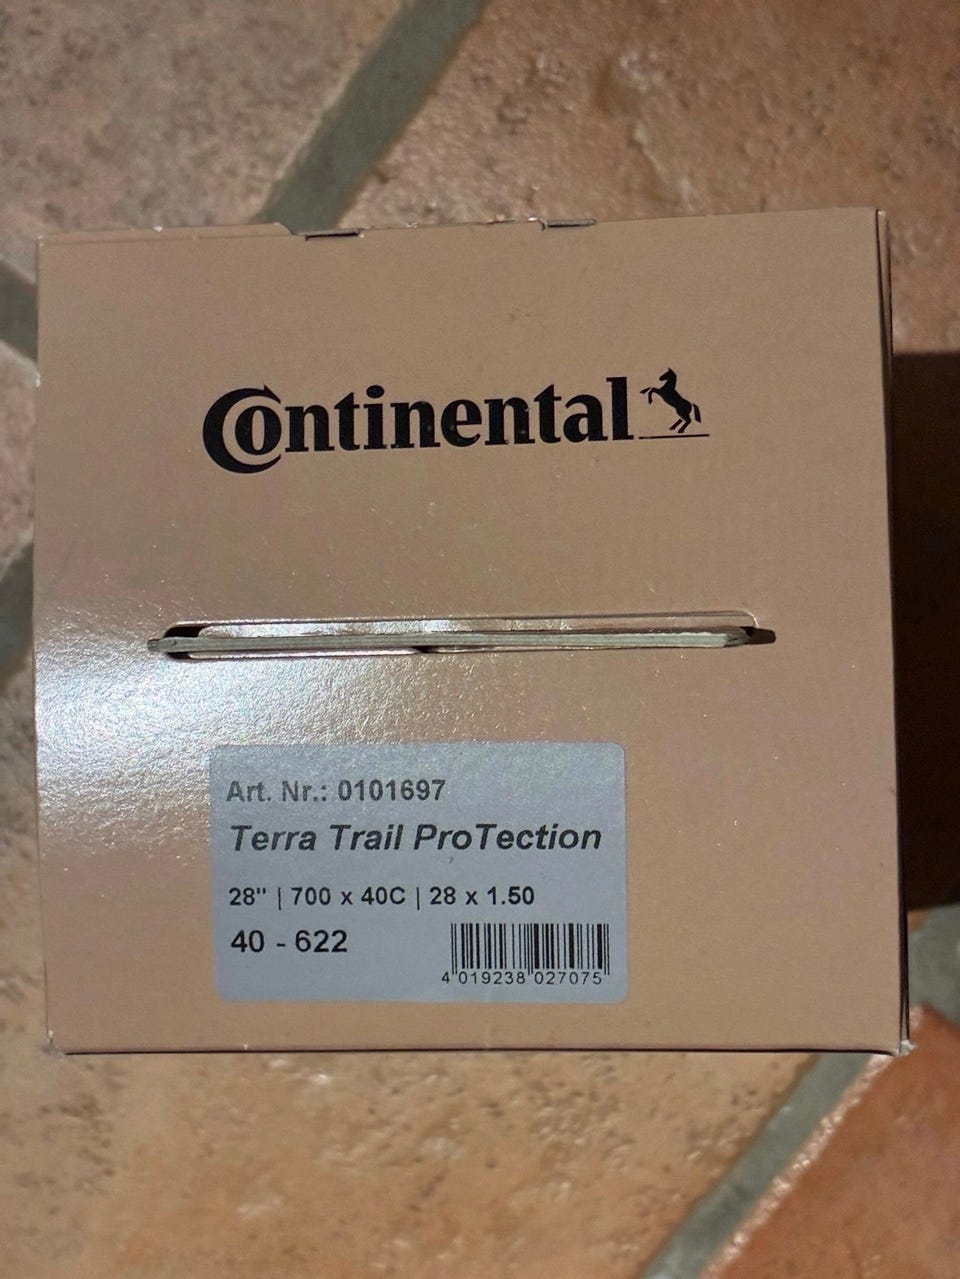 Continental
Art. Nr.: 0101697
Terra Trail ProTection
28" | 700 x 40C | 28 x 1.50
40 - 622
4 019238 027075